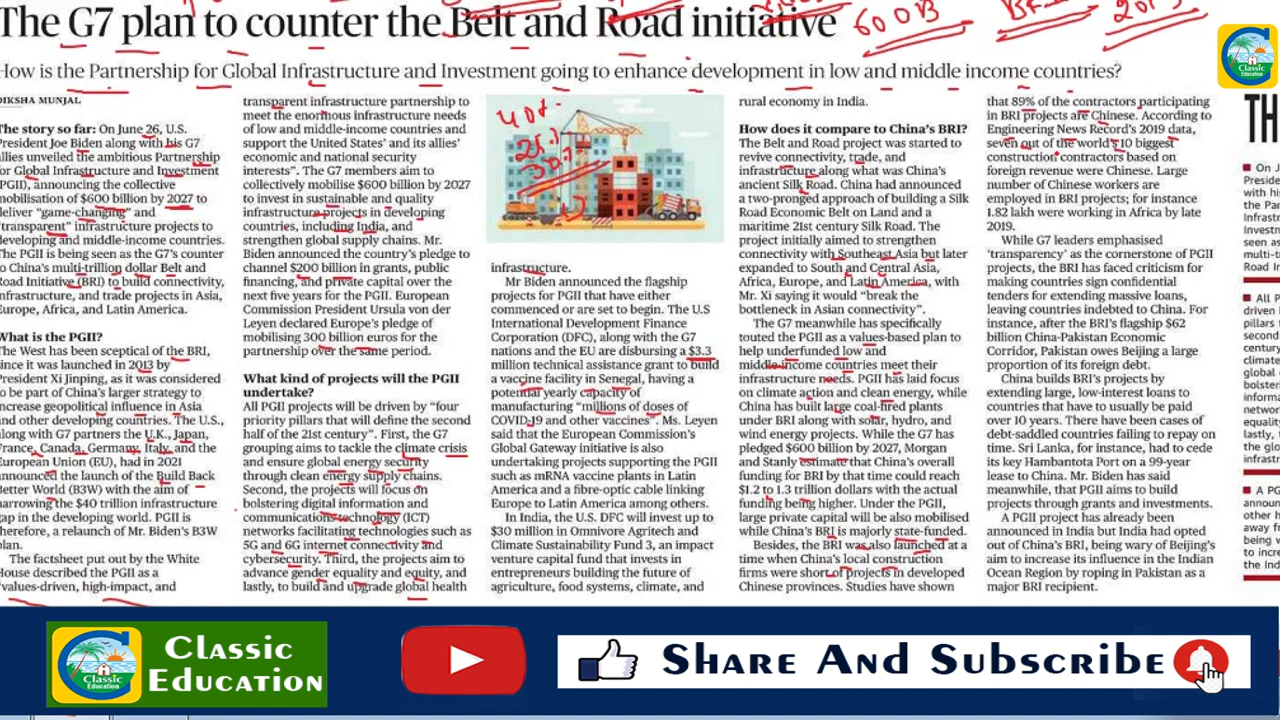 The G7 plan to counter the Belt and Road initiative
600B
2013
Classic
Education
How is the Partnership for Global Infrastructure and Investment going to enhance development in low and middle income countries?
DIKSHA MUNJAL
The story so far: On June 26, U.S.
President Joe Biden along with his G7
allies unveiled the ambitious Partnership
for Global Infrastructure and Investment
(PGII), announcing the collective
mobilisation of $600 billion by 2027 to
deliver “game-changing” and
“transparent” infrastructure projects to
developing and middle-income countries.
The PGII is being seen as the G7’s counter
to China’s multi-trillion dollar Belt and
Road Initiative (BRI) to build connectivity,
infrastructure, and trade projects in Asia,
Europe, Africa, and Latin America.
What is the PGII?
The West has been sceptical of the BRI,
since it was launched in 2013 by
President Xi Jinping, as it was considered
to be part of China’s larger strategy to
increase geopolitical influence in Asia
and other developing countries. The U.S.,
along with G7 partners the U.K., Japan,
France, Canada, Germany, Italy, and the
European Union (EU), had in 2021
announced the launch of the Build Back
Better World (B3W) with the aim of
narrowing the $40 trillion infrastructure
gap in the developing world. PGII is
therefore, a relaunch of Mr. Biden’s B3W
plan.
The factsheet put out by the White
House described the PGII as a
“values-driven, high-impact, and
transparent infrastructure partnership to
meet the enormous infrastructure needs
of low and middle-income countries and
support the United States’ and its allies’
economic and national security
interests”. The G7 members aim to
collectively mobilise $600 billion by 2027
to invest in sustainable and quality
infrastructure projects in developing
countries, including India, and
strengthen global supply chains. Mr.
Biden announced the country’s pledge to
channel $200 billion in grants, public
financing, and private capital over the
next five years for the PGII. European
Commission President Ursula von der
Leyen declared Europe’s pledge of
mobilising 300 billion euros for the
partnership over the same period.
What kind of projects will the PGII
undertake?
All PGII projects will be driven by “four
priority pillars that will define the second
half of the 21st century”. First, the G7
grouping aims to tackle the climate crisis
and ensure global energy security
through clean energy supply chains.
Second, the projects will focus on
bolstering digital information and
communications technology (ICT)
networks facilitating technologies such as
5G and 6G internet connectivity and
cybersecurity. Third, the projects aim to
advance gender equality and equity, and
lastly, to build and upgrade global health
infrastructure.
Mr Biden announced the flagship
projects for PGII that have either
commenced or are set to begin. The U.S
International Development Finance
Corporation (DFC), along with the G7
nations and the EU are disbursing a $3.3
million technical assistance grant to build
a vaccine facility in Senegal, having a
potential yearly capacity of
manufacturing “millions of doses of
COVID-19 and other vaccines”. Ms. Leyen
said that the European Commission’s
Global Gateway initiative is also
undertaking projects supporting the PGII
such as mRNA vaccine plants in Latin
America and a fibre-optic cable linking
Europe to Latin America among others.
In India, the U.S. DFC will invest up to
$30 million in Omnivore Agritech and
Climate Sustainability Fund 3, an impact
venture capital fund that invests in
entrepreneurs building the future of
agriculture, food systems, climate, and
rural economy in India.
How does it compare to China’s BRI?
The Belt and Road project was started to
revive connectivity, trade, and
infrastructure along what was China’s
ancient Silk Road. China had announced
a two-pronged approach of building a Silk
Road Economic Belt on Land and a
maritime 21st century Silk Road. The
project initially aimed to strengthen
connectivity with Southeast Asia but later
expanded to South and Central Asia,
Africa, Europe, and Latin America, with
Mr. Xi saying it would “break the
bottleneck in Asian connectivity”.
The G7 meanwhile has specifically
touted the PGII as a values-based plan to
help underfunded low and
middle-income countries meet their
infrastructure needs. PGII has laid focus
on climate action and clean energy, while
China has built large coal-fired plants
under BRI along with solar, hydro, and
wind energy projects. While the G7 has
pledged $600 billion by 2027, Morgan
and Stanly estimate that China’s overall
funding for BRI by that time could reach
$1.2 to 1.3 trillion dollars with the actual
funding being higher. Under the PGII,
large private capital will be also mobilised
while China’s BRI is majorly state-funded.
Besides, the BRI was also launched at a
time when China’s local construction
firms were short of projects in developed
Chinese provinces. Studies have shown
that 89% of the contractors participating
in BRI projects are Chinese. According to
Engineering News Record’s 2019 data,
seven out of the world’s 10 biggest
construction contractors based on
foreign revenue were Chinese. Large
number of Chinese workers are
employed in BRI projects; for instance
1.82 lakh were working in Africa by late
2019.
While G7 leaders emphasised
‘transparency’ as the cornerstone of PGII
projects, the BRI has faced criticism for
making countries sign confidential
tenders for extending massive loans,
leaving countries indebted to China. For
instance, after the BRI’s flagship $62
billion China-Pakistan Economic
Corridor, Pakistan owes Beijing a large
proportion of its foreign debt.
China builds BRI’s projects by
extending large, low-interest loans to
countries that have to usually be paid
over 10 years. There have been cases of
debt-saddled countries failing to repay on
time. Sri Lanka, for instance, had to cede
its key Hambantota Port on a 99-year
lease to China. Mr. Biden has said
meanwhile, that PGII aims to build
projects through grants and investments.
A PGII project has already been
announced in India but India had opted
out of China’s BRI, being wary of Beijing’s
aim to increase its influence in the Indian
Ocean Region by roping in Pakistan as a
major BRI recipient.
TH
Classic
Education
Classic
Education
Share And Subscribe